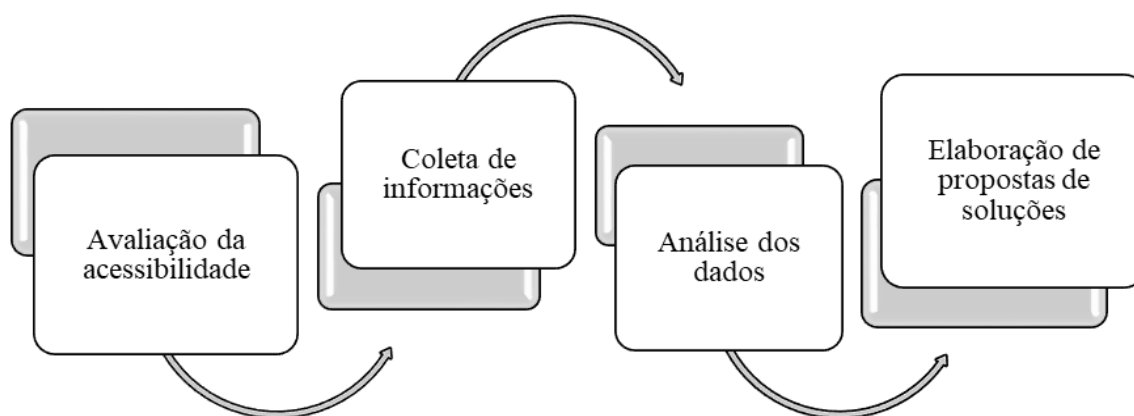 Avaliação da
acessibilidade
Coleta de
informações
Análise dos
dados
Elaboração de
propostas de
soluções